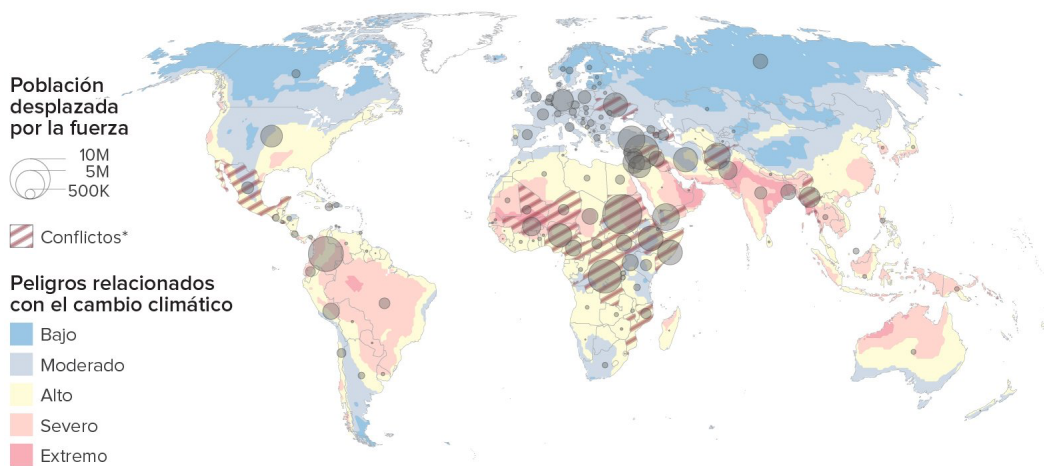 Población
desplazada
por la fuerza
10M
5M
500K
Conflictos*
Peligros relacionados
con el cambio climático
Bajo
Moderado
Alto
Severo
Extremo